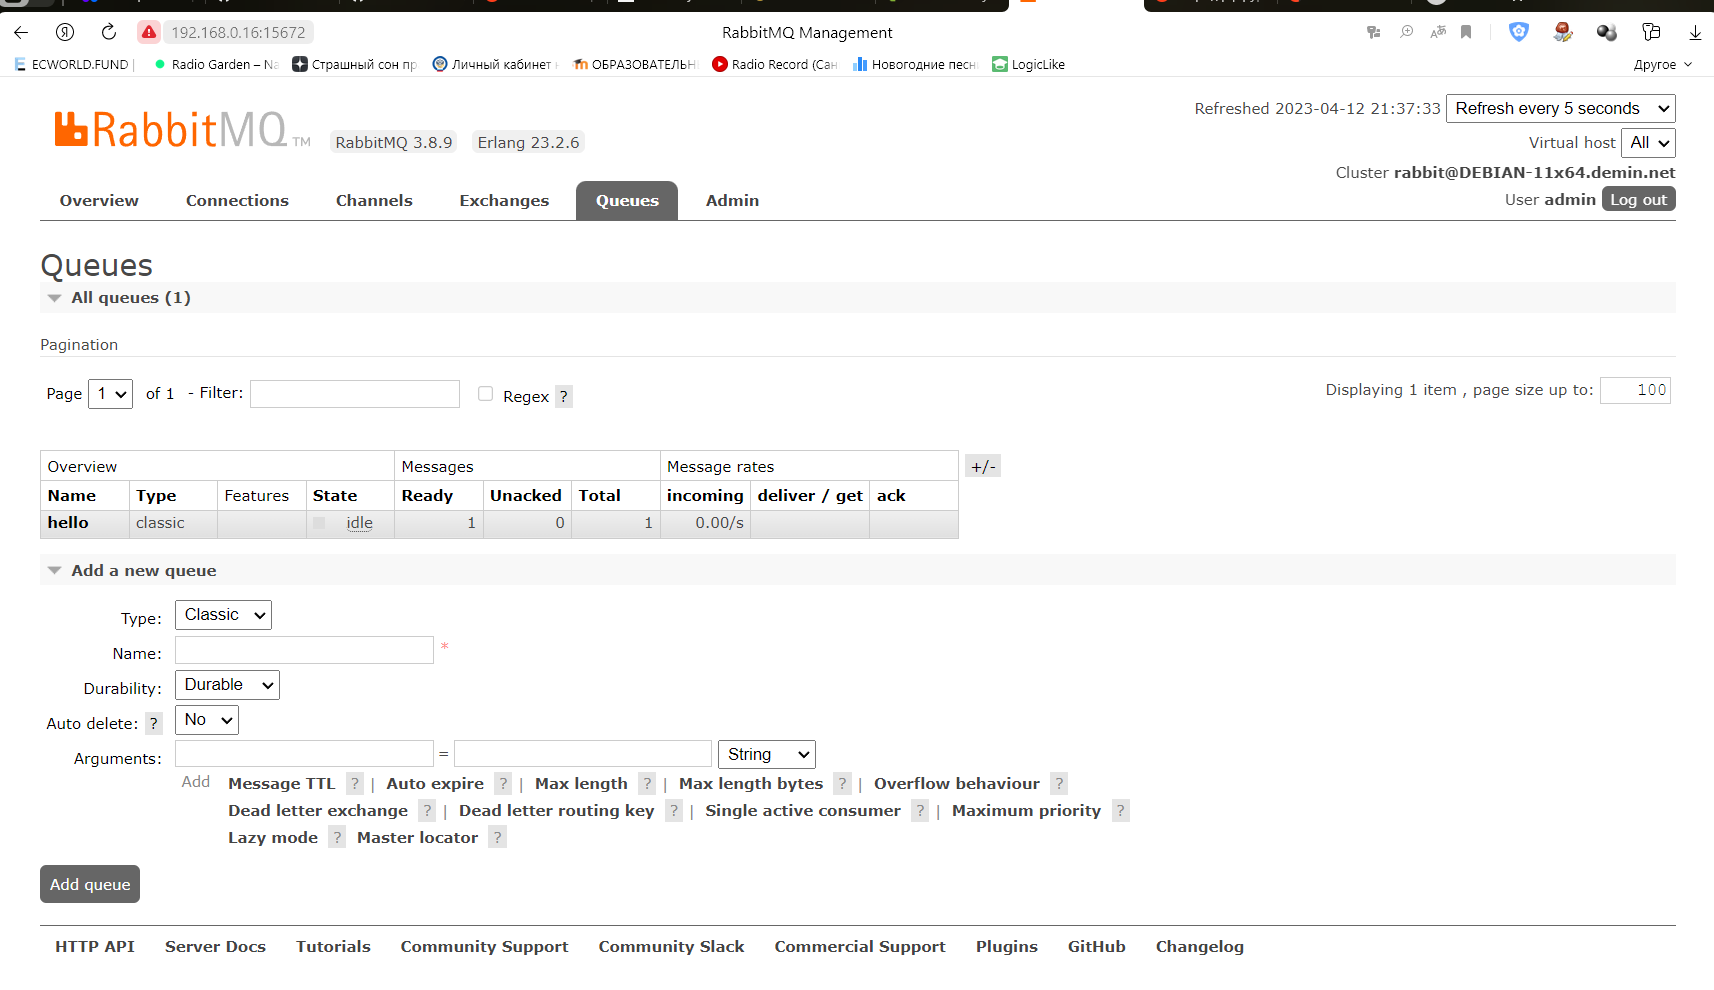 192.168.0.16:15672
RabbitMQ Management
ECWORLD.FUND |
Radio Garden – Na
Страшный сон пр
Личный кабинет н
ОБРАЗОВАТЕЛЬН
Radio Record (Сан
Новогодние песн
LogicLike
Другое
RabbitMQ TM
RabbitMQ 3.8.9
Erlang 23.2.6
Refreshed 2023-04-12 21:37:33 Refresh every 5 seconds
Virtual host All
Cluster rabbit@DEBIAN-11x64.demin.net
User admin Log out
Overview Connections Channels Exchanges Queues Admin
Queues
All queues (1)
Pagination
Page 1 of 1 - Filter: Regex ?
Displaying 1 item , page size up to: 100
Overview Messages Message rates +/-
Name Type Features State Ready Unacked Total incoming deliver / get ack
hello classic idle 1 0 1 0.00/s
Add a new queue
Type: Classic
Name: *
Durability: Durable
Auto delete: ? No
Arguments: = String
Add Message TTL ? | Auto expire ? | Max length ? | Max length bytes ? | Overflow behaviour ?
Dead letter exchange ? | Dead letter routing key ? | Single active consumer ? | Maximum priority ?
Lazy mode ? Master locator ?
Add queue
HTTP API Server Docs Tutorials Community Support Community Slack Commercial Support Plugins GitHub Changelog